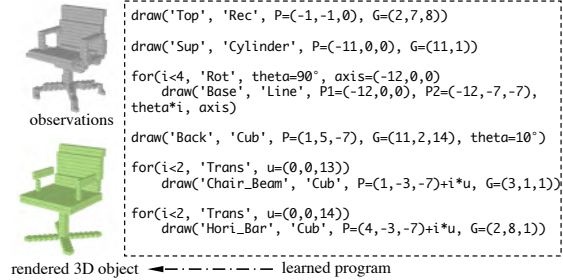 draw('Top', 'Rec', P=(-1,-1,0), G=(2,7,8))
draw('Sup', 'Cylinder', P=(-11,0,0), G=(11,1))
for(i<4, 'Rot', theta=90°, axis=(-12,0,0)
draw('Base', 'Line', P1=(-12,0,0), P2=(-12,-7,-7),
theta*i, axis)
observations
draw('Back', 'Cub', P=(1,5,-7), G=(11,2,14), theta=10°)
for(i<2, 'Trans', u=(0,0,13))
draw('Chair_Beam', 'Cub', P=(1,-3,-7)+i*u, G=(3,1,1))
for(i<2, 'Trans', u=(0,0,14))
draw('Hori_Bar', 'Cub', P=(4,-3,-7)+i*u, G=(2,8,1))
rendered 3D object learned program